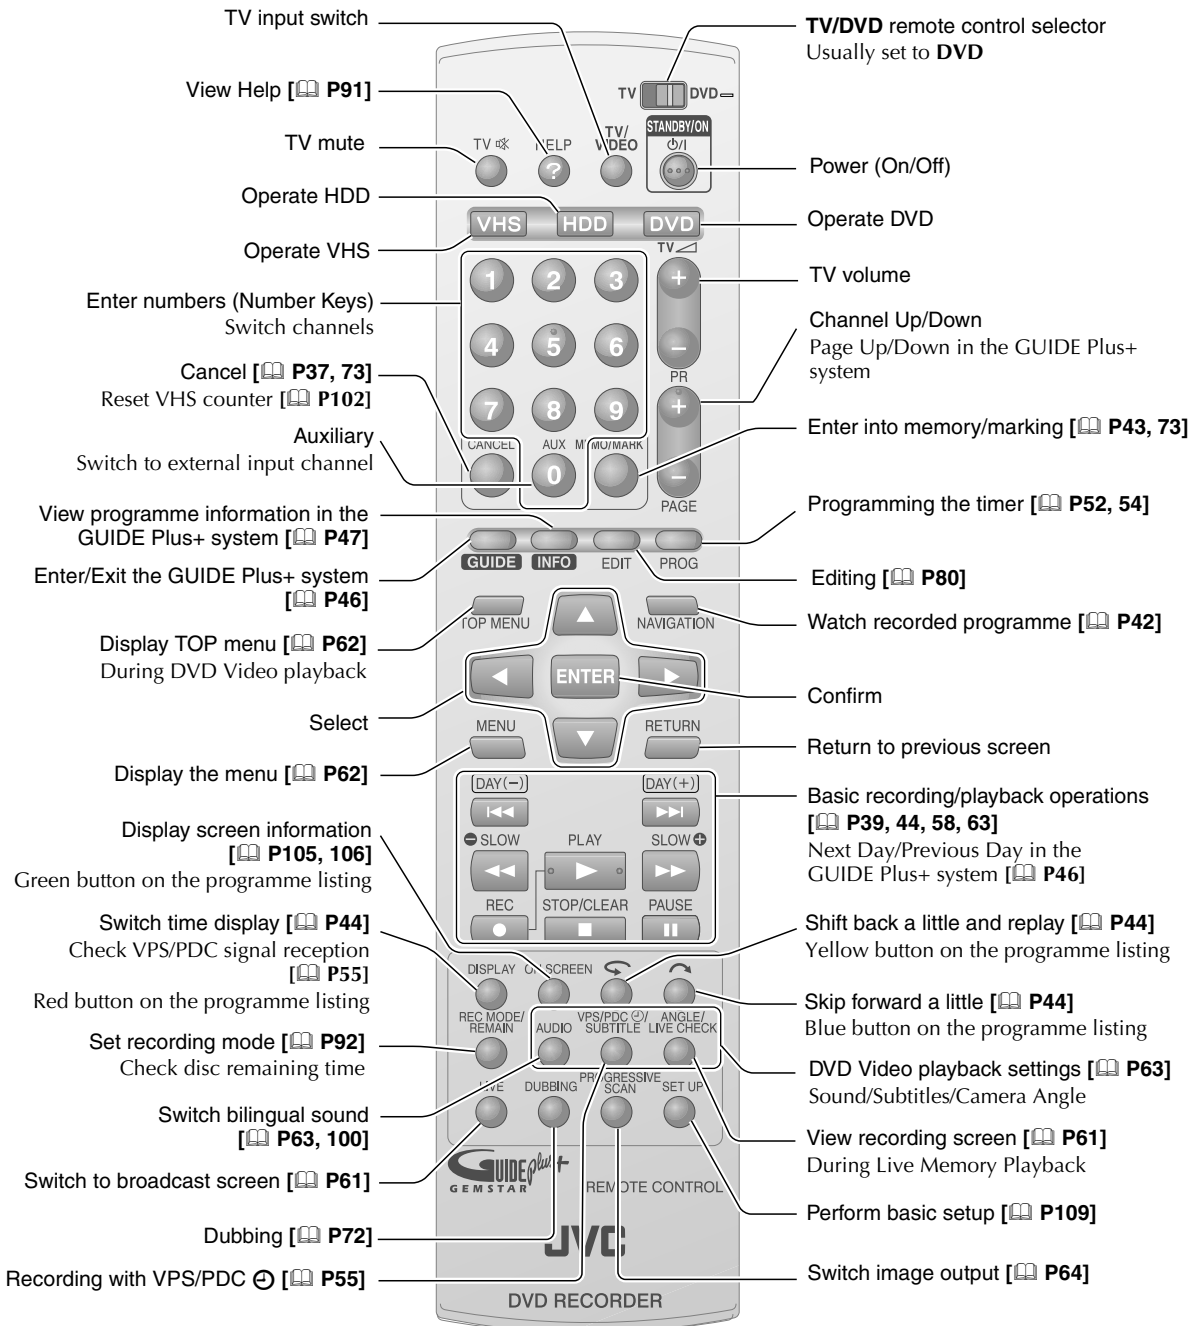 TV input switch
View Help [P91]
TV mute
Operate HDD
Operate VHS
Enter numbers (Number Keys)
Switch channels
Cancel [P37, 73]
Reset VHS counter [P102]
Auxiliary
Switch to external input channel
View programme information in the
GUIDE Plus+ system [P47]
Enter/Exit the GUIDE Plus+ system
[P46]
Display TOP menu [P62]
During DVD Video playback
Select
Display the menu [P62]
Display screen information
[P105, 106]
Green button on the programme listing
Switch time display [P44]
Check VPS/PDC signal reception
[P55]
Red button on the programme listing
Set recording mode [P92]
Check disc remaining time
Switch bilingual sound
[P63, 100]
Switch to broadcast screen [P61]
Dubbing [P72]
Recording with VPS/PDC [P55]
TV DVD
STANDBY/ON
⏻/I
TV HELP TV/
VIDEO
?
VHS HDD DVD
TV
1 2 3 +
4 5 6 –
PR
7 8 9 +
CANCEL AUX MEMO/MARK
0 –
PAGE
GUIDE INFO EDIT PROG
TOP MENU NAVIGATION
ENTER
MENU RETURN
DAY(–) DAY(+)
SLOW PLAY SLOW
REC STOP/CLEAR PAUSE
DISPLAY ON SCREEN
REC MODE/
REMAIN AUDIO VPS/PDC /
SUBTITLE ANGLE/
LIVE CHECK
LIVE DUBBING PROGRESSIVE
SCAN SET UP
GUIDE plus+
GEMSTAR
REMOTE CONTROL
JVC
DVD RECORDER
TV/DVD remote control selector
Usually set to DVD
Power (On/Off)
Operate DVD
TV volume
Channel Up/Down
Page Up/Down in the GUIDE Plus+
system
Enter into memory/marking [P43, 73]
Programming the timer [P52, 54]
Editing [P80]
Watch recorded programme [P42]
Confirm
Return to previous screen
Basic recording/playback operations
[P39, 44, 58, 63]
Next Day/Previous Day in the
GUIDE Plus+ system [P46]
Shift back a little and replay [P44]
Yellow button on the programme listing
Skip forward a little [P44]
Blue button on the programme listing
DVD Video playback settings [P63]
Sound/Subtitles/Camera Angle
View recording screen [P61]
During Live Memory Playback
Perform basic setup [P109]
Switch image output [P64]